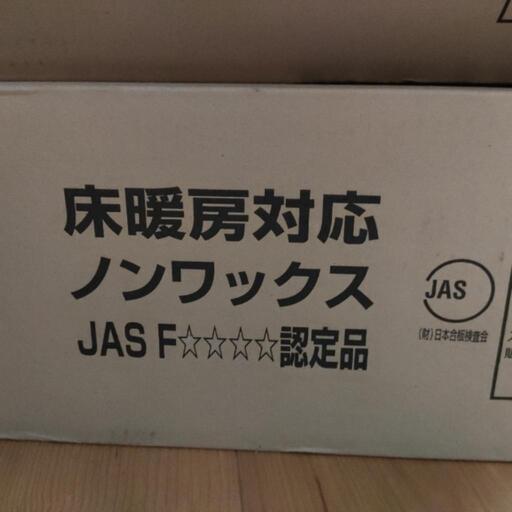 床暖房対応
ノンワックス
JAS F☆☆☆☆認定品
JAS
(財)日本合板検査会